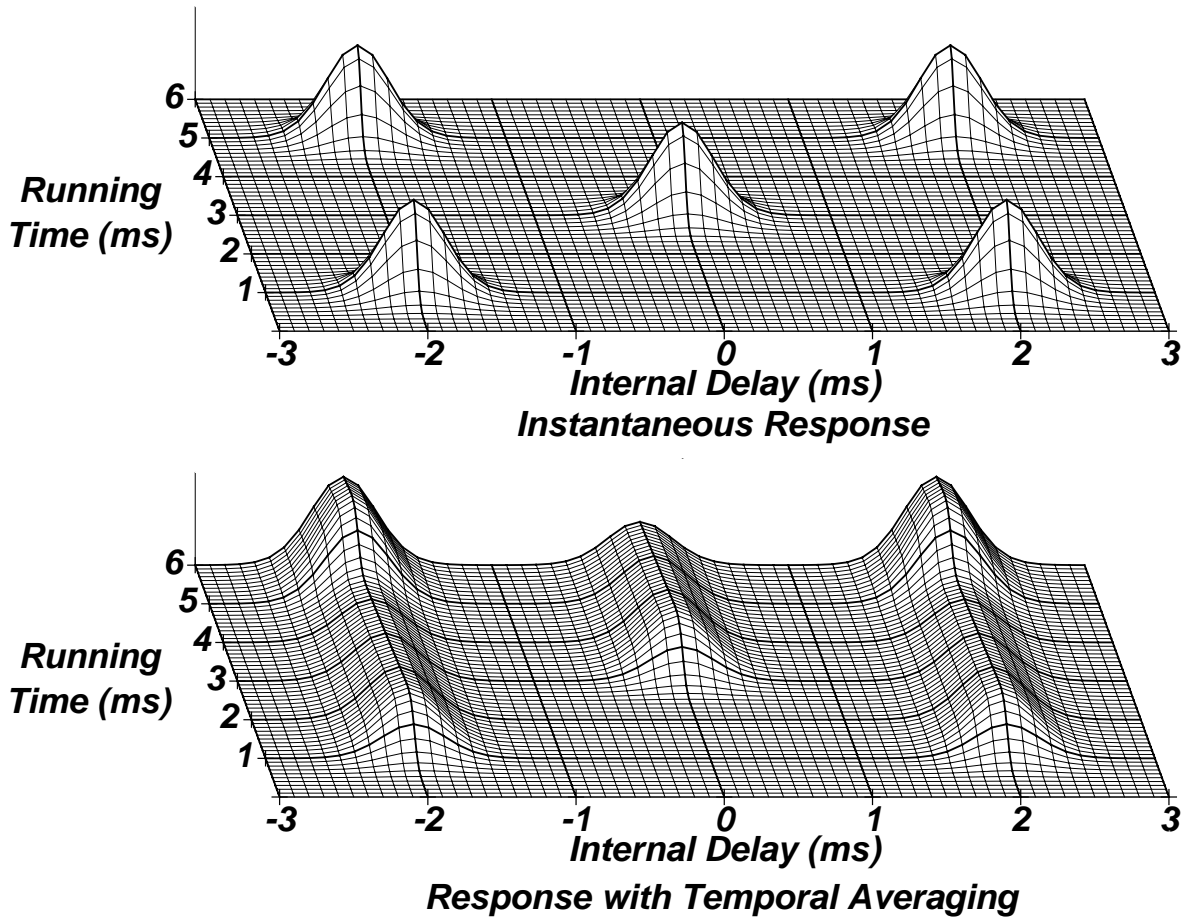 6
5
4
3
2
1
Running
Time (ms)
-3 -2 -1 0 1 2 3
Internal Delay (ms)
Instantaneous Response
6
5
4
3
2
1
Running
Time (ms)
-3 -2 -1 0 1 2 3
Internal Delay (ms)
Response with Temporal Averaging